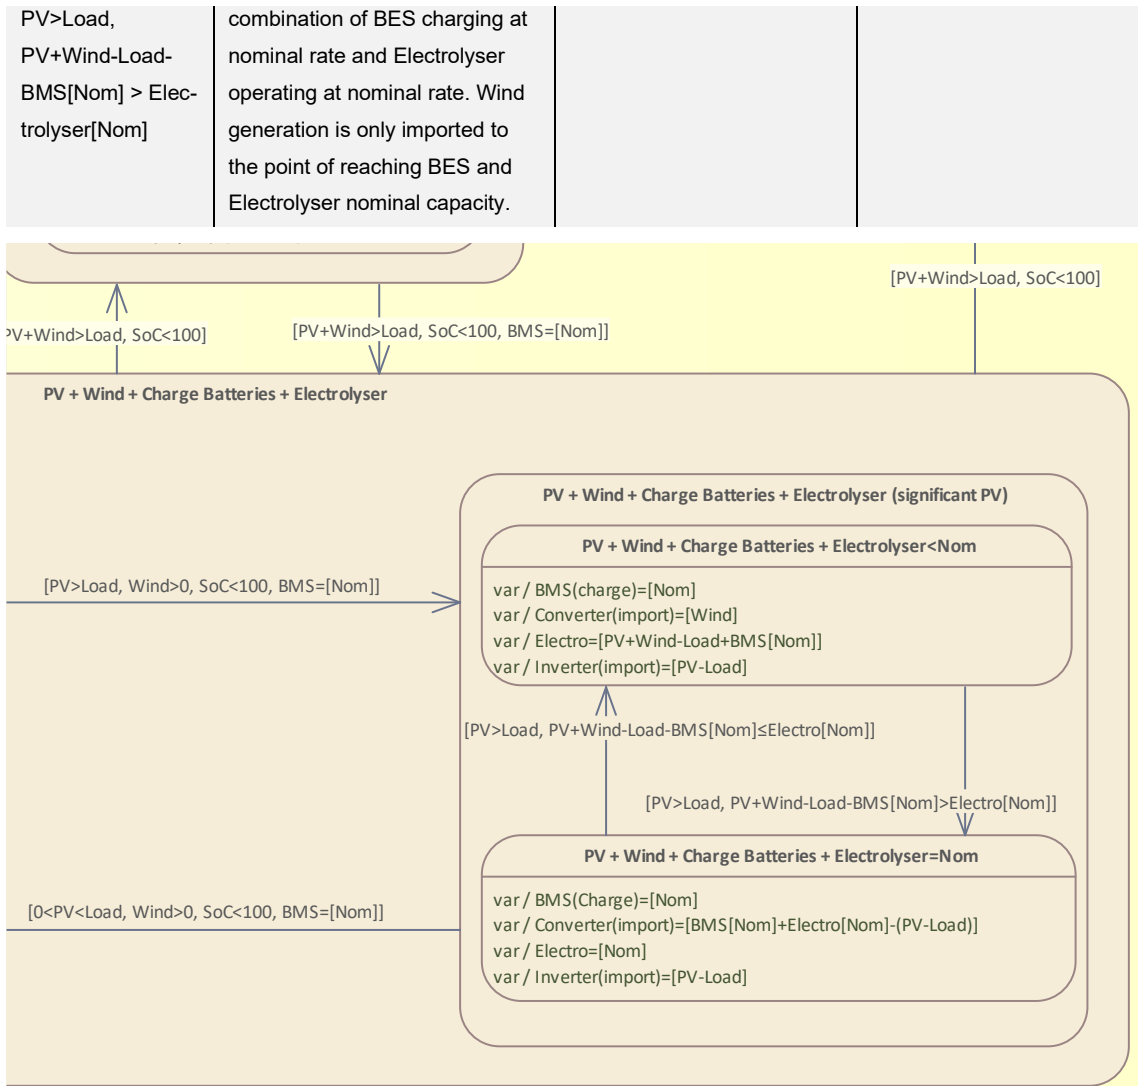 PV>Load,
PV+Wind-Load-
BMS[Nom] > Elec-
trolyser[Nom]
combination of BES charging at
nominal rate and Electrolyser
operating at nominal rate. Wind
generation is only imported to
the point of reaching BES and
Electrolyser nominal capacity.
[PV+Wind>Load, SoC<100]
PV+Wind>Load, SoC<100]
[PV+Wind>Load, SoC<100, BMS=[Nom]]
PV + Wind + Charge Batteries + Electrolyser
PV + Wind + Charge Batteries + Electrolyser (significant PV)
PV + Wind + Charge Batteries + Electrolyser<Nom
[PV>Load, Wind>0, SoC<100, BMS=[Nom]]
var / BMS(charge)=[Nom]
var / Converter(import)=[Wind]
var / Electro=[PV+Wind-Load+BMS[Nom]]
var / Inverter(import)=[PV-Load]
[PV>Load, PV+Wind-Load-BMS[Nom]≤Electro[Nom]]
[PV>Load, PV+Wind-Load-BMS[Nom]>Electro[Nom]]
PV + Wind + Charge Batteries + Electrolyser=Nom
[0<PV<Load, Wind>0, SoC<100, BMS=[Nom]]
var / BMS(Charge)=[Nom]
var / Converter(import)=[BMS[Nom]+Electro[Nom]-(PV-Load)]
var / Electro=[Nom]
var / Inverter(import)=[PV-Load]